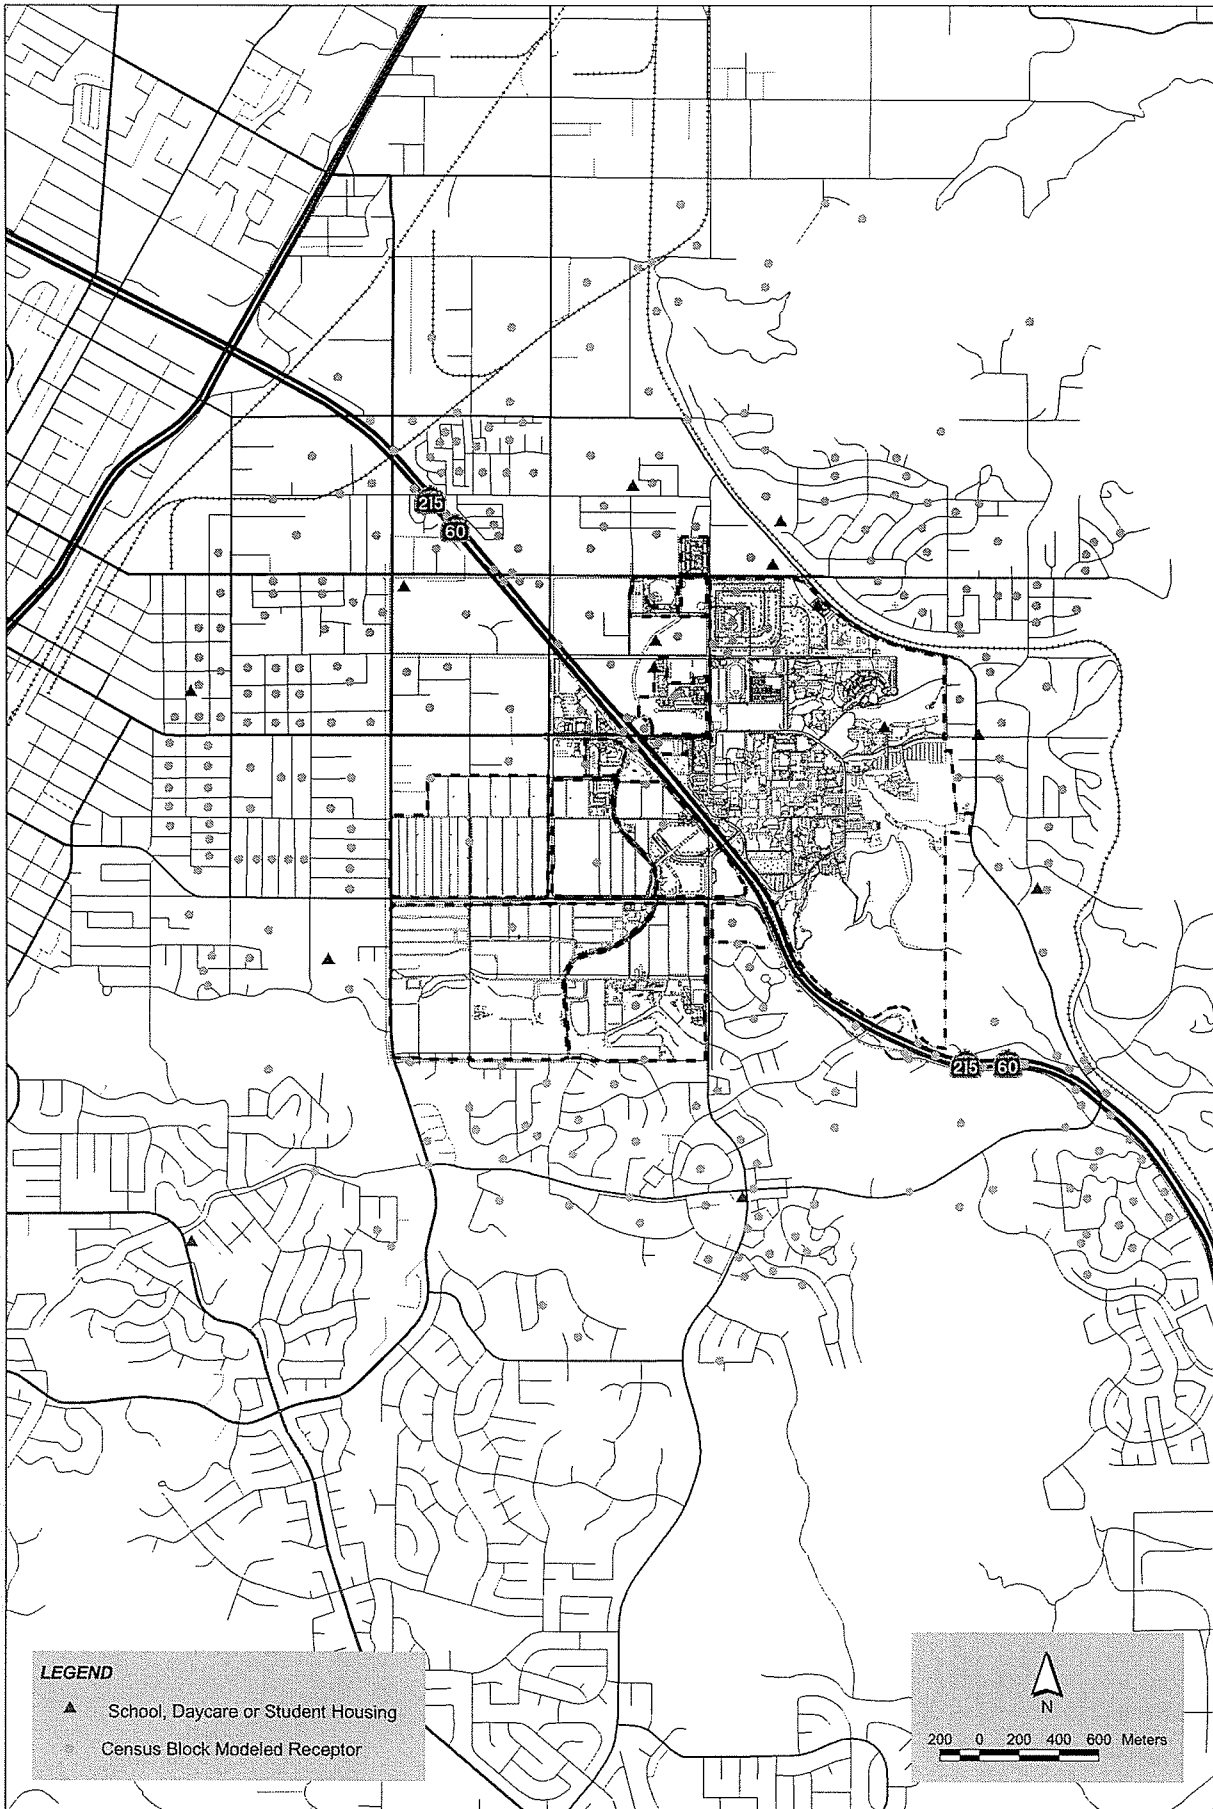 215
60
215
60
LEGEND
School, Daycare or Student Housing
Census Block Modeled Receptor
N
200 0 200 400 600 Meters